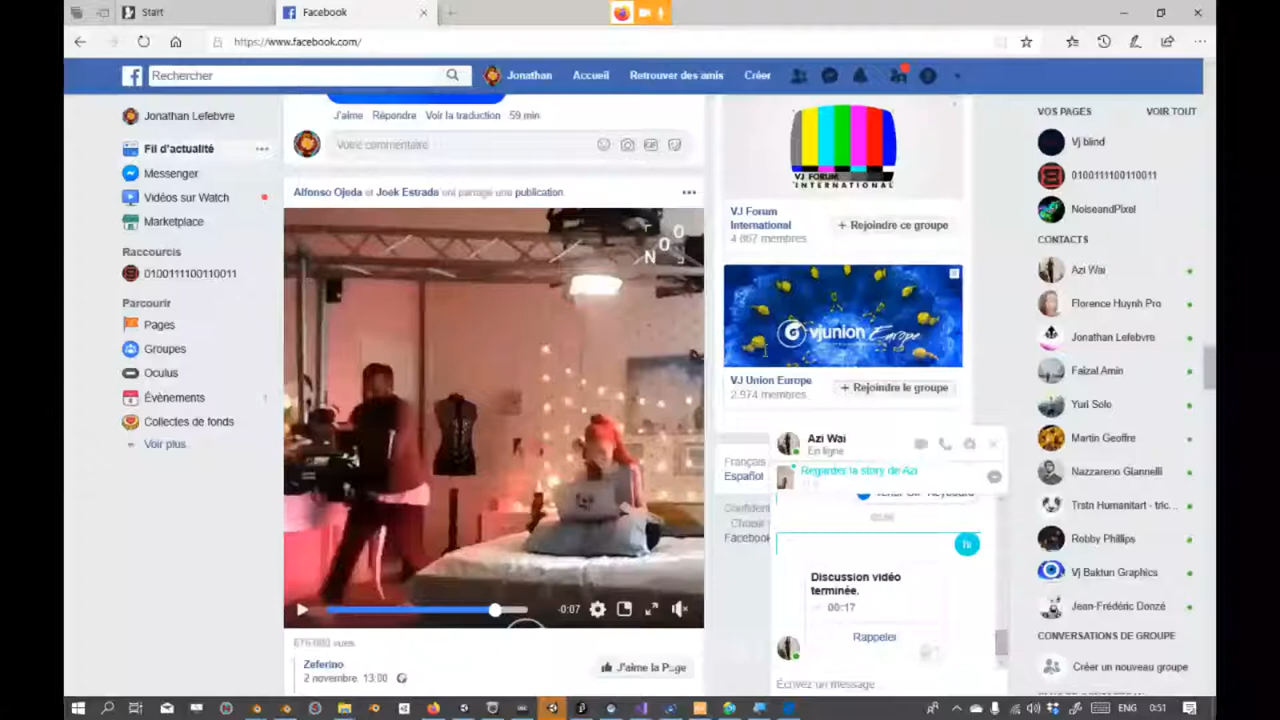 Start
Facebook
https://www.facebook.com/
Rechercher
Jonathan
Accueil
Retrouver des amis
Créer
Jonathan Lefebvre
Fil d'actualité
Messenger
Vidéos sur Watch
Marketplace
Raccourcis
0100111100110011
Parcourir
Pages
Groupes
Oculus
Évènements
1
Collectes de fonds
Voir plus
J'aime Répondre Voir la traduction 59 min
Votre commentaire
Alfonso Ojeda et Joek Estrada ont partagé une publication
-0:07
Zeferino
2 novembre, 13:00
J'aime la Page
VJ FORUM
INTERNATIONAL
VJ Forum
International
4 867 membres
+ Rejoindre ce groupe
vjunion Europe
VJ Union Europe
2 974 membres
+ Rejoindre le groupe
Français
Español
Facebook
Azi Wai
En ligne
Regarder la story de Azi
hi
Discussion vidéo
terminée.
00:17
Rappeler
Écrivez un message...
VOS PAGES
VOIR TOUT
Vj blind
0100111100110011
NoiseandPixel
CONTACTS
Azi Wai
Florence Huynh Pro
Jonathan Lefebvre
Faizal Amin
Yuri Solo
Martin Geoffre
Nazzareno Giannelli
Trstn Humanitart - tric...
Robby Phillips
Vj Baktun Graphics
Jean-Frédéric Donzé
CONVERSATIONS DE GROUPE
Créer un nouveau groupe
ENG
0:51